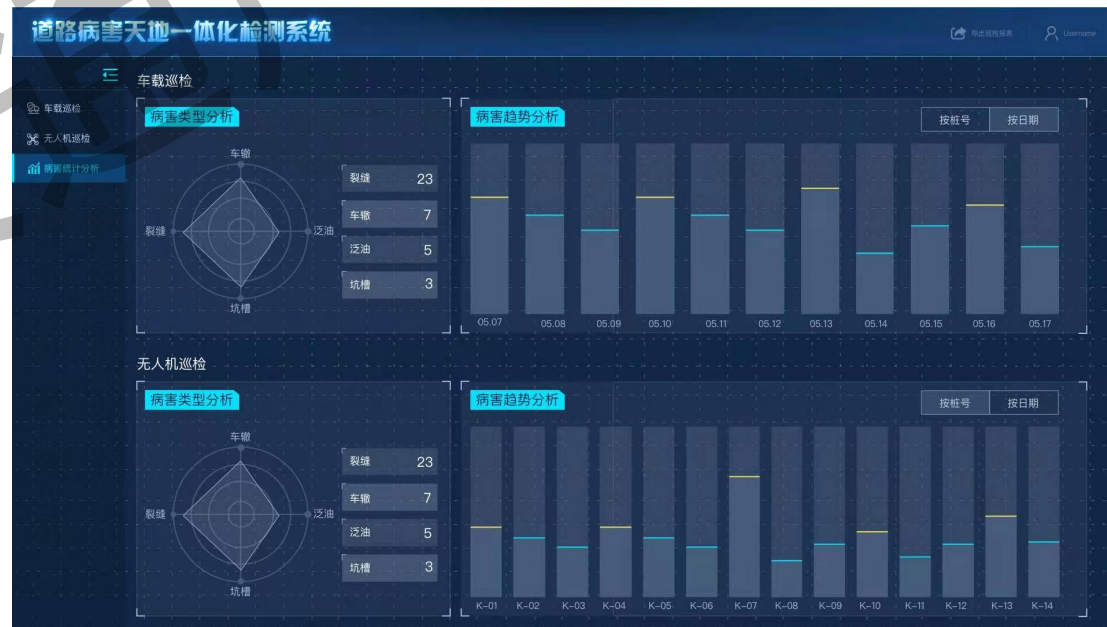 道路病害天地一体化检测系统
导出巡检报表
Username
车载巡检
无人机巡检
病害统计分析
车载巡检
病害类型分析
车辙
裂缝
泛油
坑槽
裂缝 23
车辙 7
泛油 5
坑槽 3
病害趋势分析
按桩号 按日期
05.07 05.08 05.09 05.10 05.11 05.12 05.13 05.14 05.15 05.16 05.17
无人机巡检
病害类型分析
车辙
裂缝
泛油
坑槽
裂缝 23
车辙 7
泛油 5
坑槽 3
病害趋势分析
按桩号 按日期
K-01 K-02 K-03 K-04 K-05 K-06 K-07 K-08 K-09 K-10 K-11 K-12 K-13 K-14